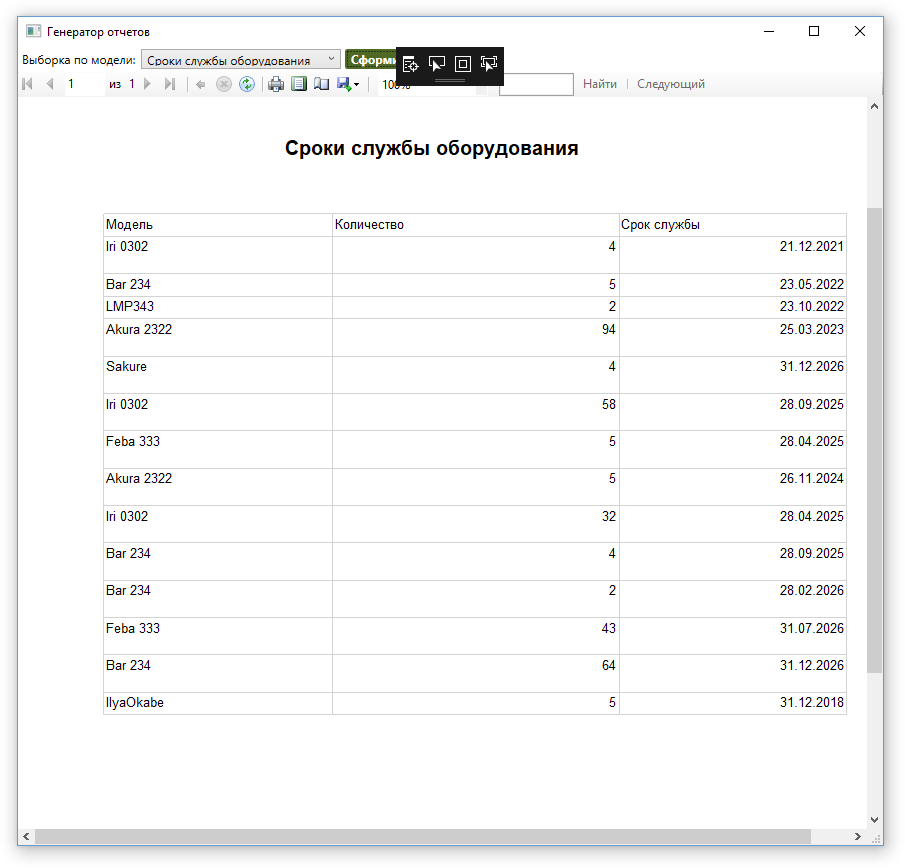 Генератор отчетов
Выборка по модели: Сроки службы оборудования
1 из 1 100% Найти Следующий
Сроки службы оборудования
Модель Количество Срок службы
Iri 0302 4 21.12.2021
Bar 234 5 23.05.2022
LMP343 2 23.10.2022
Akura 2322 94 25.03.2023
Sakure 4 31.12.2026
Iri 0302 58 28.09.2025
Feba 333 5 28.04.2025
Akura 2322 5 26.11.2024
Iri 0302 32 28.04.2025
Bar 234 4 28.09.2025
Bar 234 2 28.02.2026
Feba 333 43 31.07.2026
Bar 234 64 31.12.2026
IlyaOkabe 5 31.12.2018